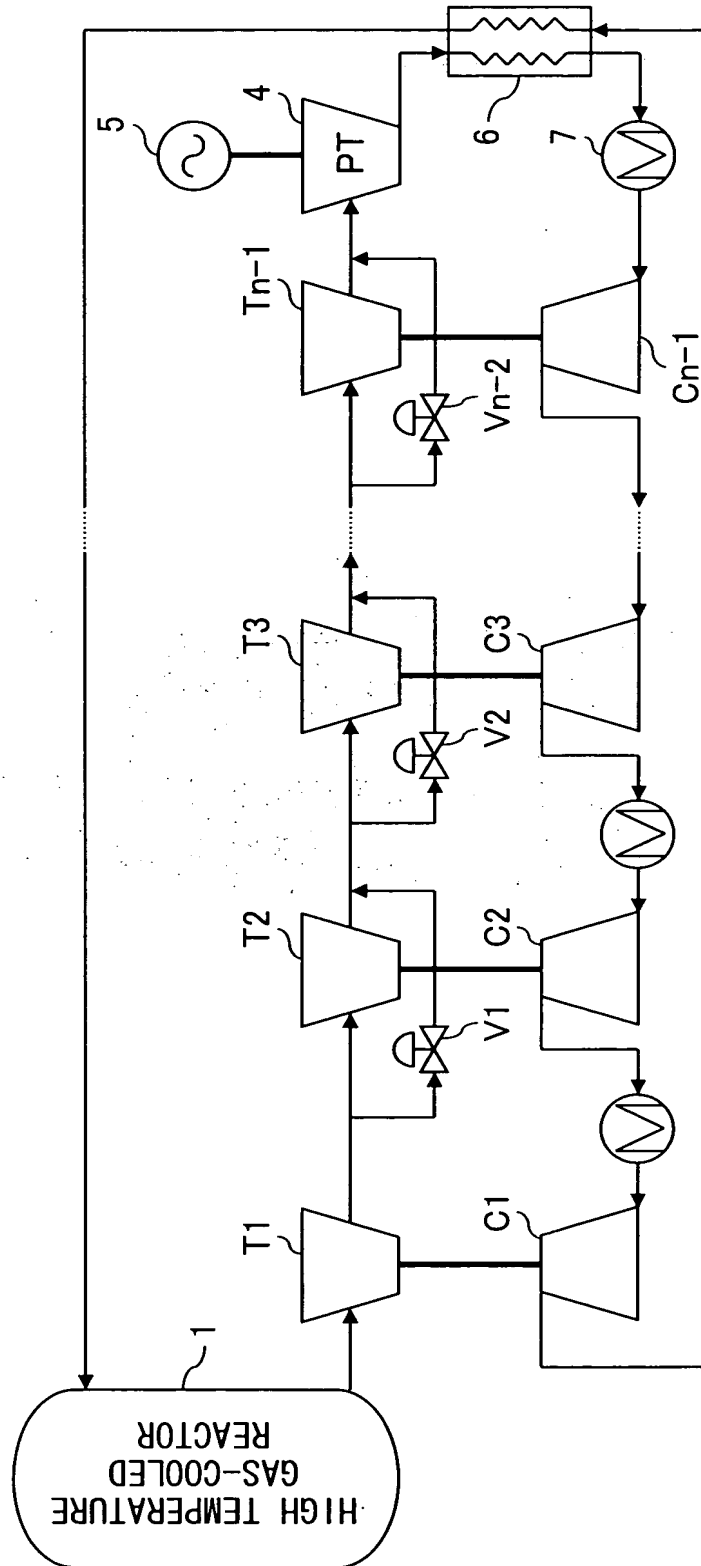 HIGH TEMPERATURE
GAS-COOLED
REACTOR
1
T1
T2
T3
Tn-1
PT
4
5
6
7
V1
V2
Vn-2
C1
C2
C3
Cn-1